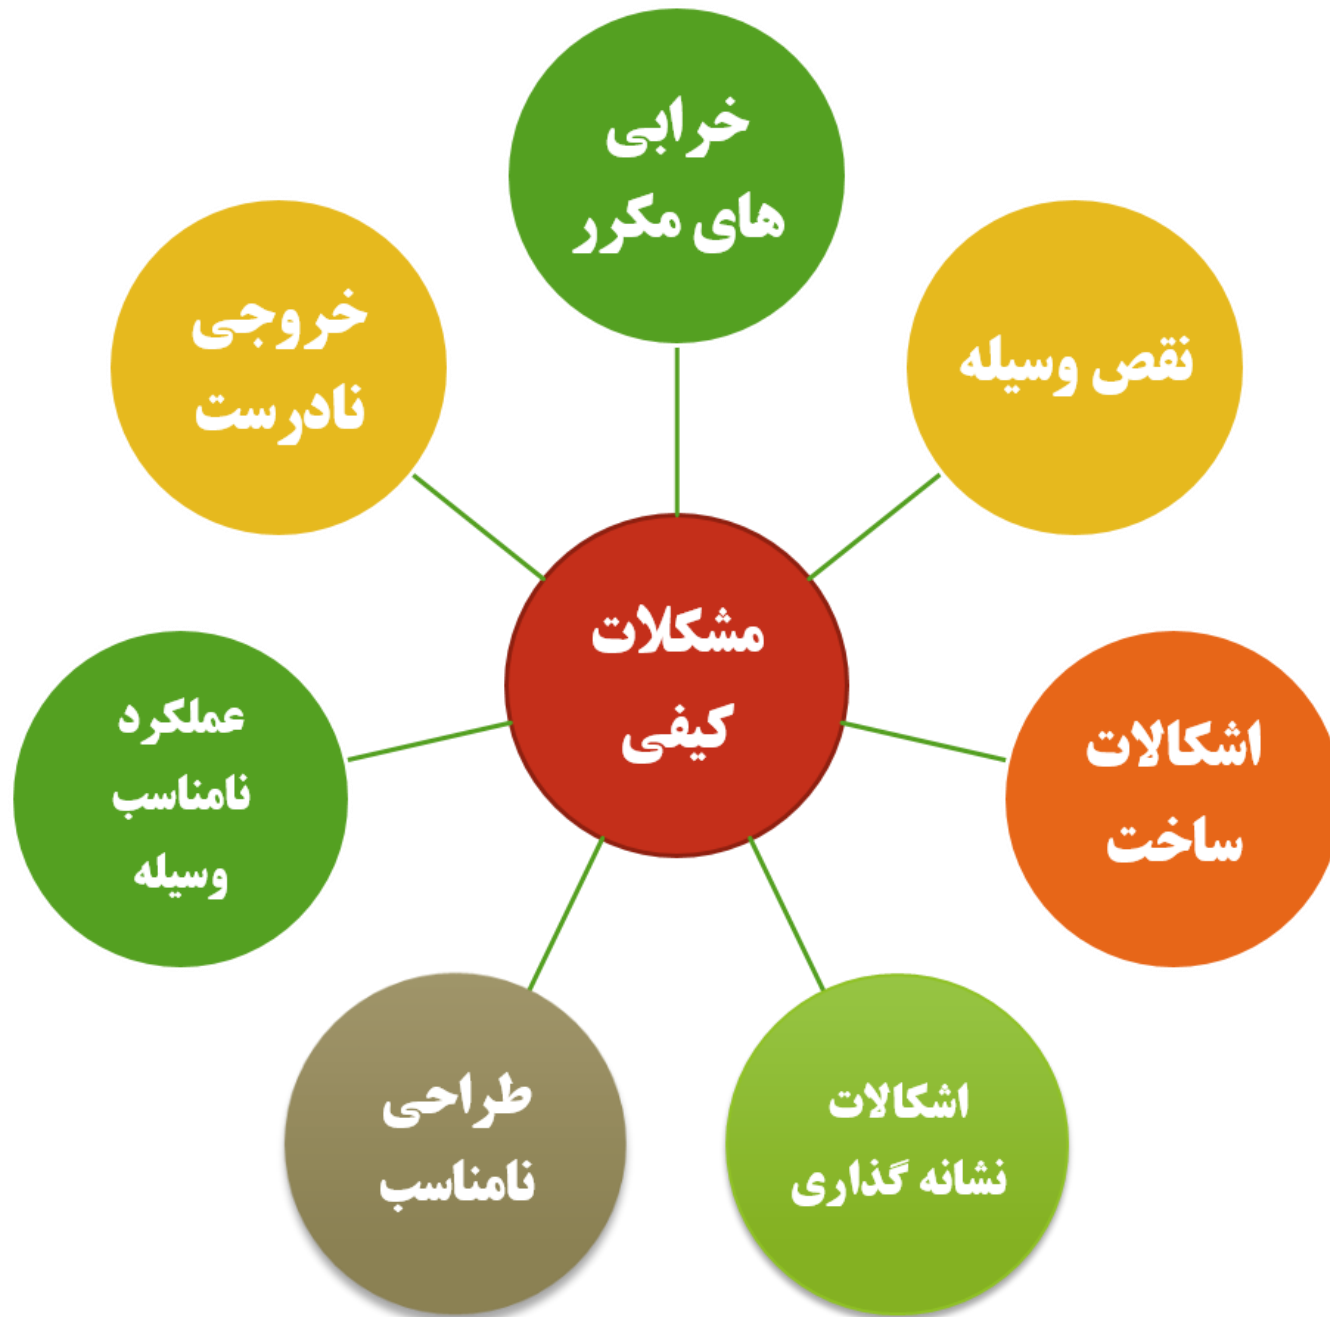 خرابی
های مکرر
نقص وسیله
اشکالات
ساخت
اشکالات
نشانه گذاری
طراحی
نامناسب
عملکرد
نامناسب
وسیله
خروجی
نادرست
مشکلات
کیفی